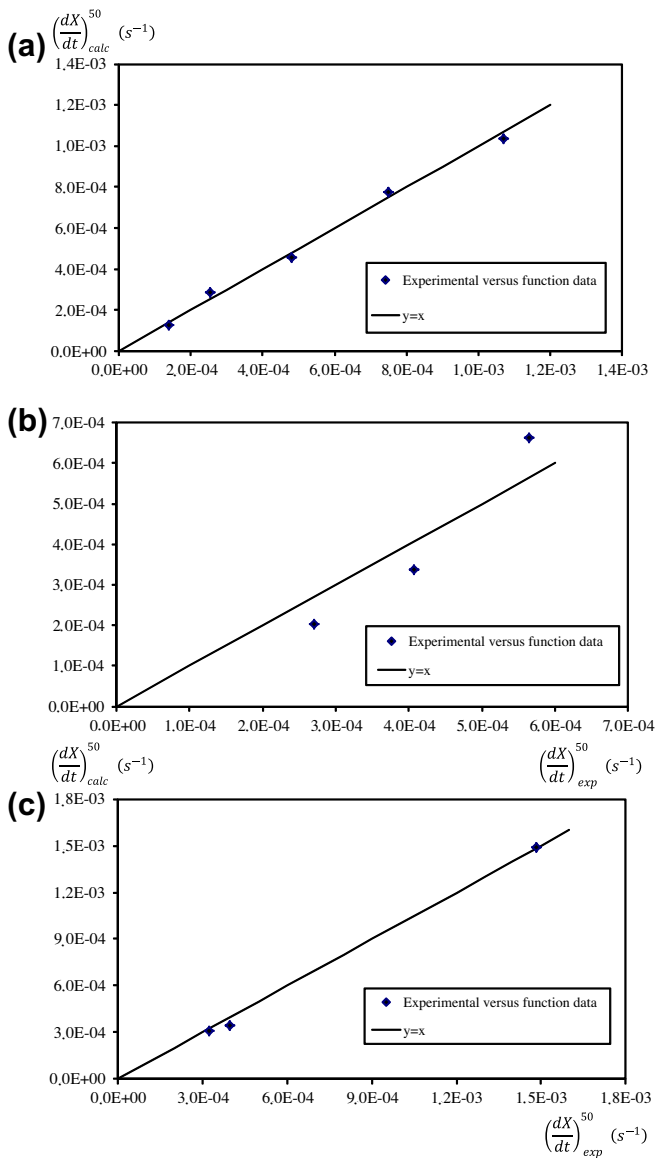 (a) (dX/dt)^50_calc (s^−1)
1,4E-03
1,2E-03
1,0E-03
8,0E-04
6,0E-04
4,0E-04
2,0E-04
0,0E+00
Experimental versus function data
y=x
0,0E+00 2,0E-04 4,0E-04 6,0E-04 8,0E-04 1,0E-03 1,2E-03 1,4E-03
(b) 7,0E-04
6,0E-04
5,0E-04
4,0E-04
3,0E-04
2,0E-04
1,0E-04
0,0E+00
Experimental versus function data
y=x
0,0E+00 1,0E-04 2,0E-04 3,0E-04 4,0E-04 5,0E-04 6,0E-04 7,0E-04
(dX/dt)^50_calc (s^−1) (dX/dt)^50_exp (s^−1)
(c) 1,8E-03
1,5E-03
1,2E-03
9,0E-04
6,0E-04
3,0E-04
0,0E+00
Experimental versus function data
y=x
0,0E+00 3,0E-04 6,0E-04 9,0E-04 1,2E-03 1,5E-03 1,8E-03
(dX/dt)^50_exp (s^−1)